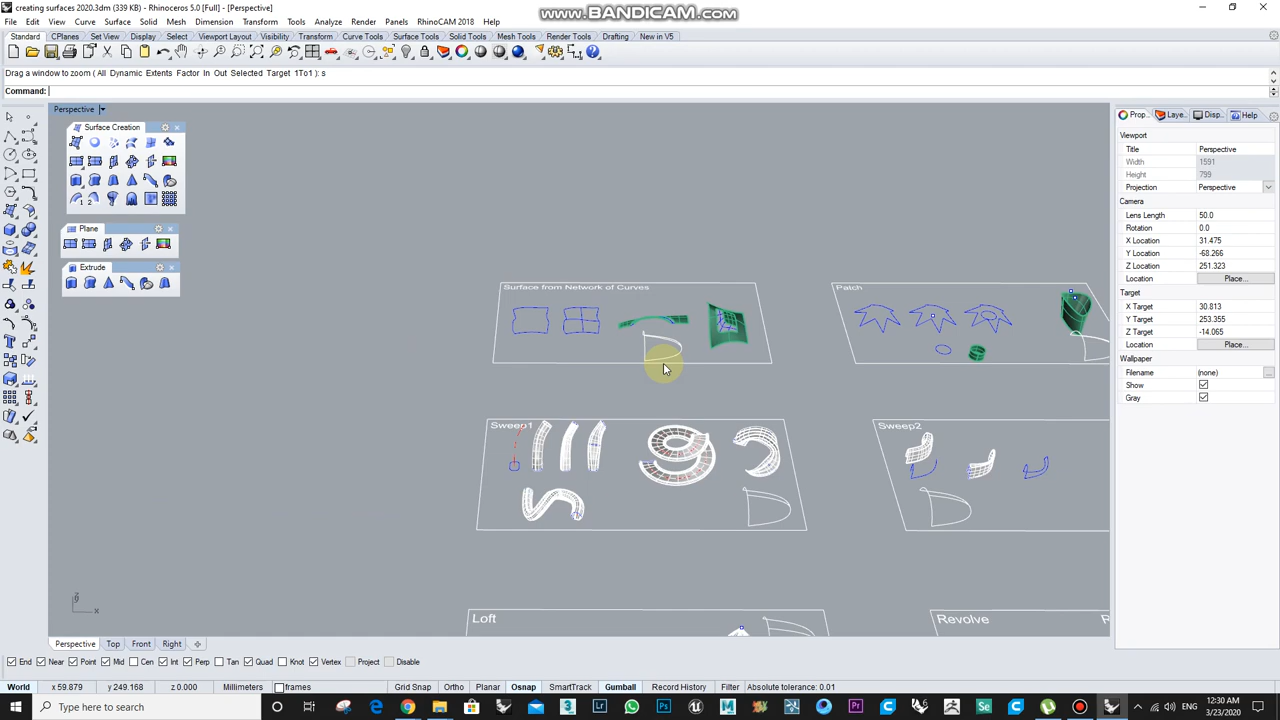 creating surfaces 2020.3dm (339 KB) - Rhinoceros 5.0 [Full] - [Perspective]
www.BANDICAM.com
File Edit View Curve Surface Solid Mesh Dimension Transform Tools Analyze Render Panels RhinoCAM 2018 Help
Standard CPlanes Set View Display Select Viewport Layout Visibility Transform Curve Tools Surface Tools Solid Tools Mesh Tools Render Tools Drafting New in V5
Drag a window to zoom ( All Dynamic Extents Factor In Out Selected Target 1To1 ): s
Command:
Perspective
Surface Creation
Plane
Extrude
Surface from Network of Curves
Patch
Sweep1
Sweep2
Loft
Revolve
R
z
x
Prop...
Laye...
Disp...
Help
Viewport
Title Perspective
Width 1591
Height 799
Projection Perspective
Camera
Lens Length 50.0
Rotation 0.0
X Location 31.475
Y Location -68.266
Z Location 251.323
Location Place...
Target
X Target 30.813
Y Target 253.355
Z Target -14.065
Location Place...
Wallpaper
Filename (none) ...
Show
Gray
Perspective Top Front Right
End Near Point Mid Cen Int Perp Tan Quad Knot Vertex Project Disable
World x 59.879 y 249.168 z 0.000 Millimeters frames Grid Snap Ortho Planar Osnap SmartTrack Gumball Record History Filter Absolute tolerance: 0.01
Type here to search
ENG
12:30 AM
3/23/2020